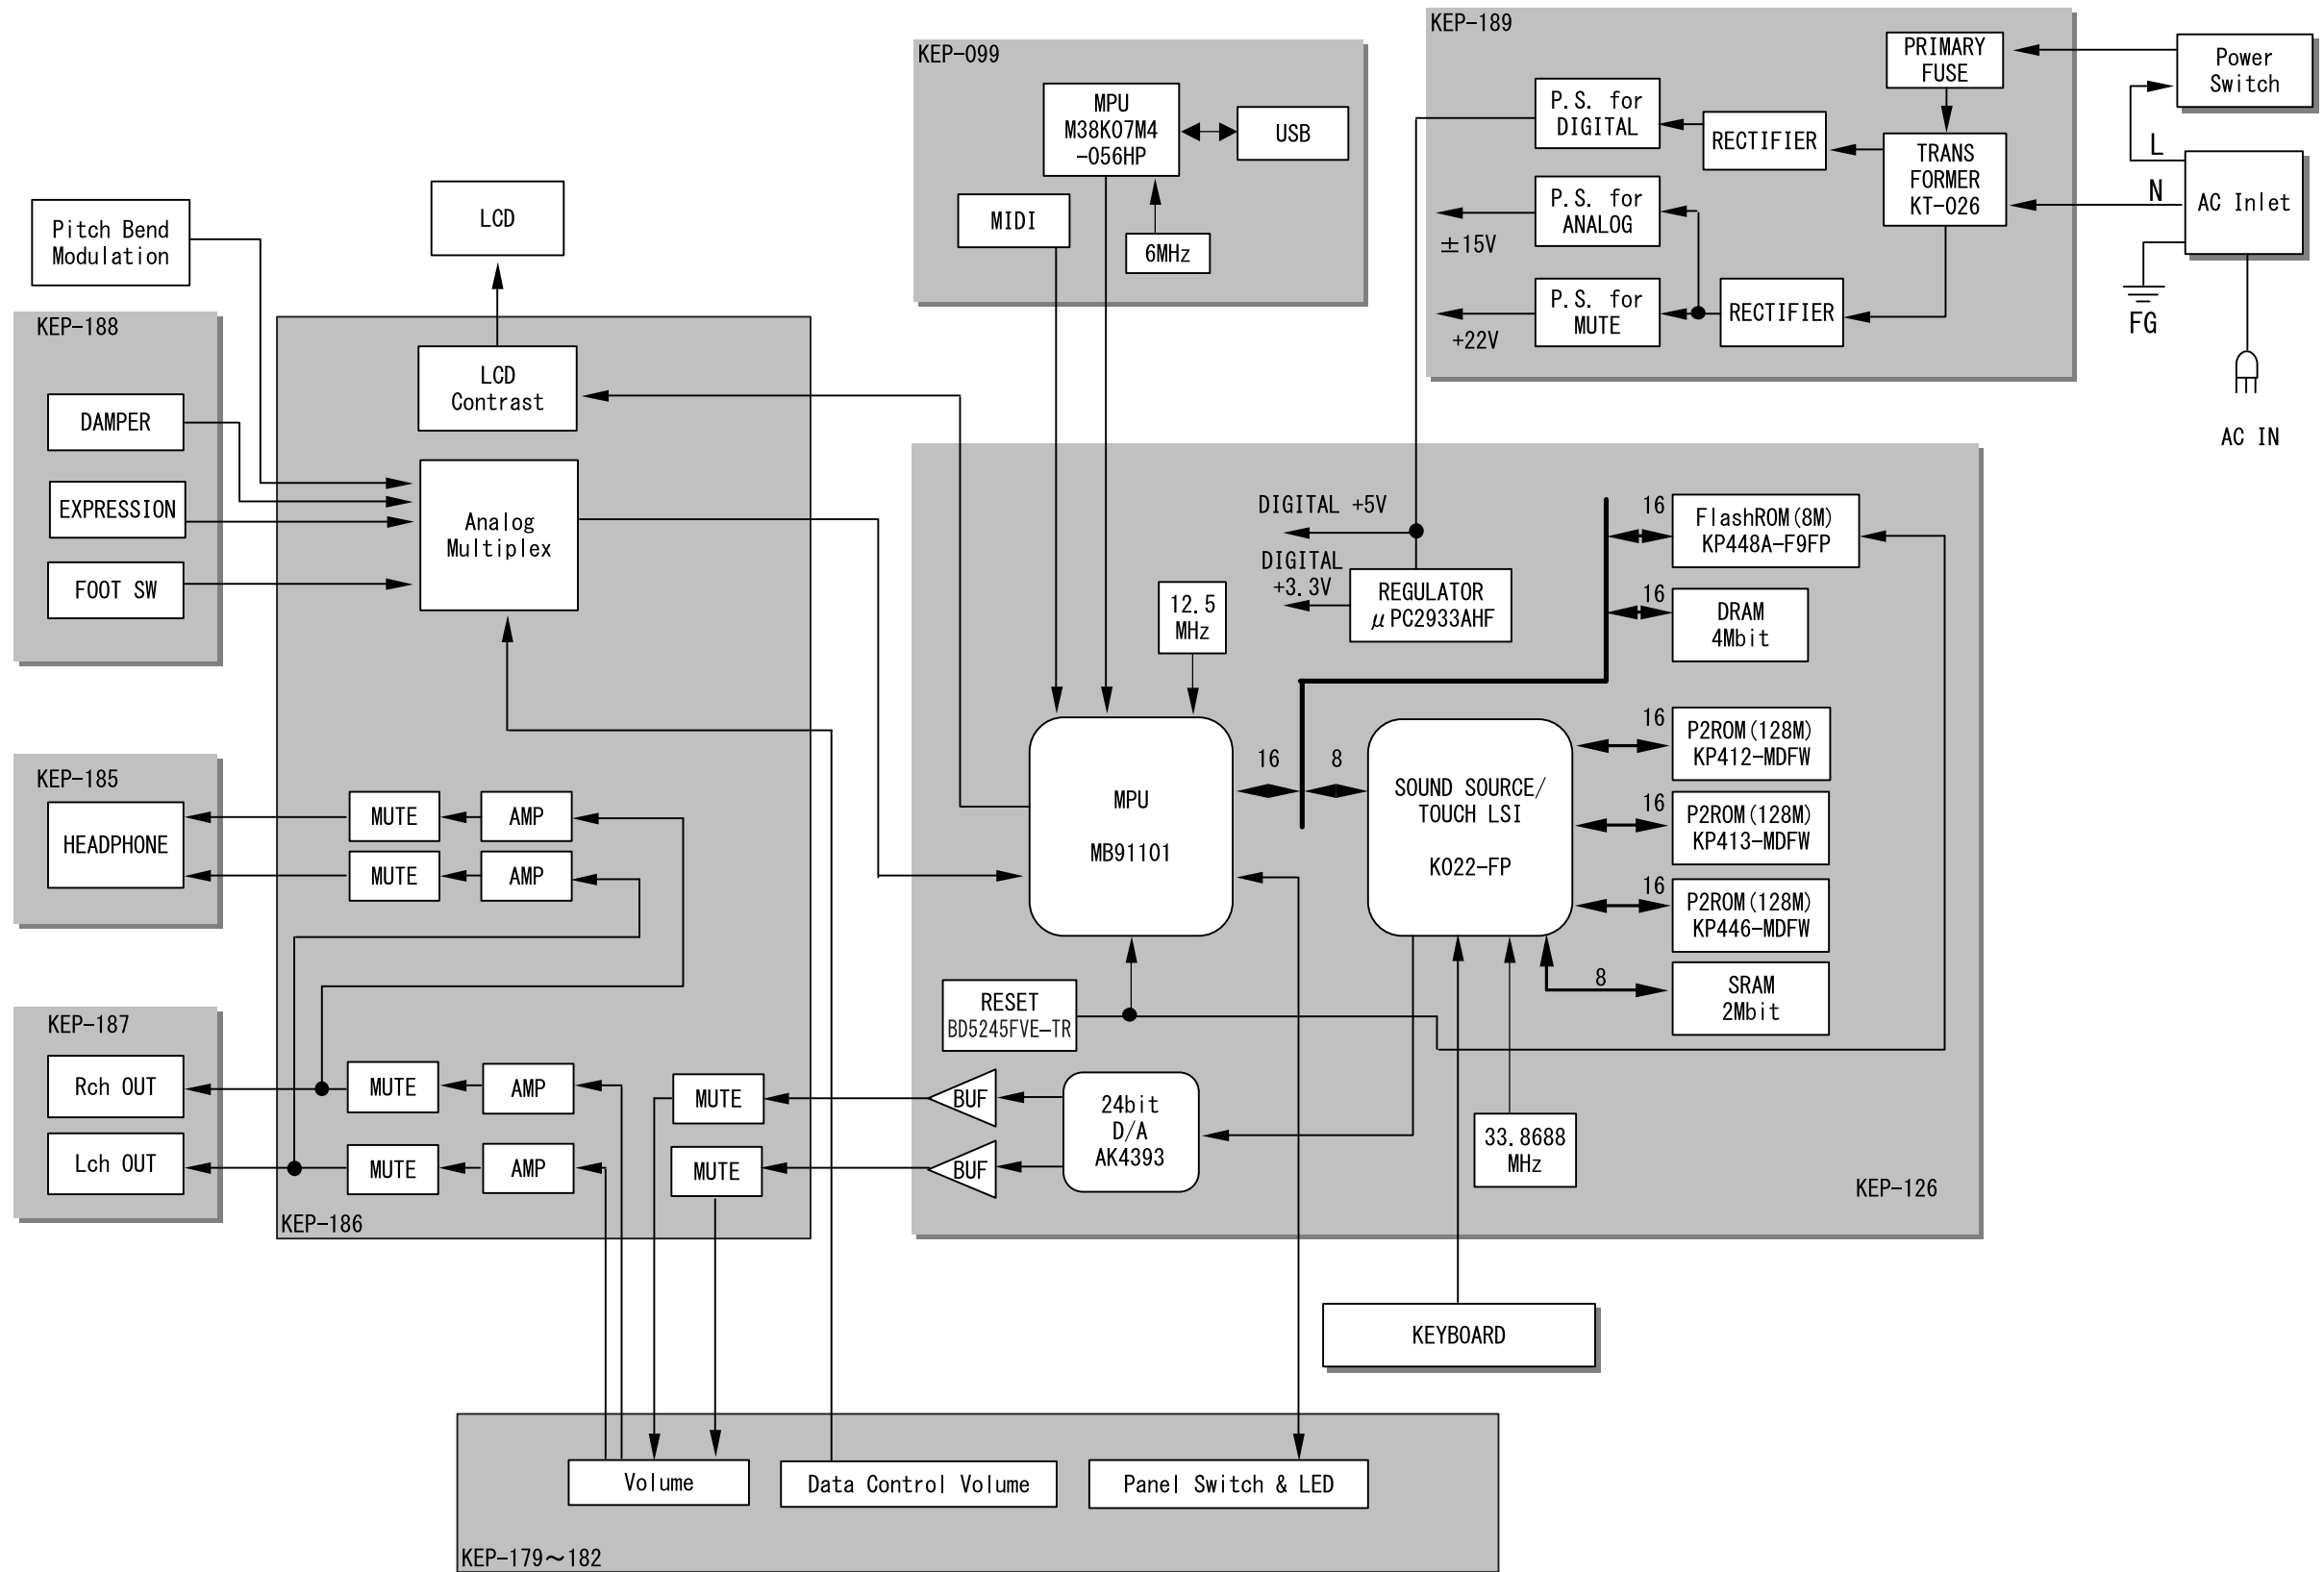 KEP-189
KEP-099
PRIMARY
FUSE
Power
Switch
P.S. for
DIGITAL
RECTIFIER
MPU
M38K07M4
-056HP
USB
TRANS
FORMER
KT-026
L
N
AC Inlet
P.S. for
ANALOG
±15V
MIDI
6MHz
LCD
Pitch Bend
Modulation
P.S. for
MUTE
RECTIFIER
+22V
FG
AC IN
KEP-188
DAMPER
EXPRESSION
FOOT SW
LCD
Contrast
Analog
Multiplex
DIGITAL +5V
DIGITAL
+3.3V
REGULATOR
μPC2933AHF
12.5
MHz
16
FlashROM(8M)
KP448A-F9FP
16
DRAM
4Mbit
16
P2ROM(128M)
KP412-MDFW
16
P2ROM(128M)
KP413-MDFW
16
P2ROM(128M)
KP446-MDFW
8
SRAM
2Mbit
MPU
MB91101
16
8
SOUND SOURCE/
TOUCH LSI
K022-FP
KEP-185
HEADPHONE
MUTE
AMP
MUTE
AMP
RESET
BD5245FVE-TR
KEP-187
Rch OUT
Lch OUT
MUTE
AMP
MUTE
AMP
MUTE
MUTE
BUF
BUF
24bit
D/A
AK4393
33.8688
MHz
KEP-126
KEP-186
KEYBOARD
Volume
Data Control Volume
Panel Switch & LED
KEP-179～182